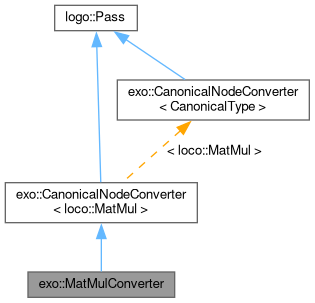 logo::Pass
exo::CanonicalNodeConverter
< CanonicalType >
< loco::MatMul >
exo::CanonicalNodeConverter
< loco::MatMul >
exo::MatMulConverter